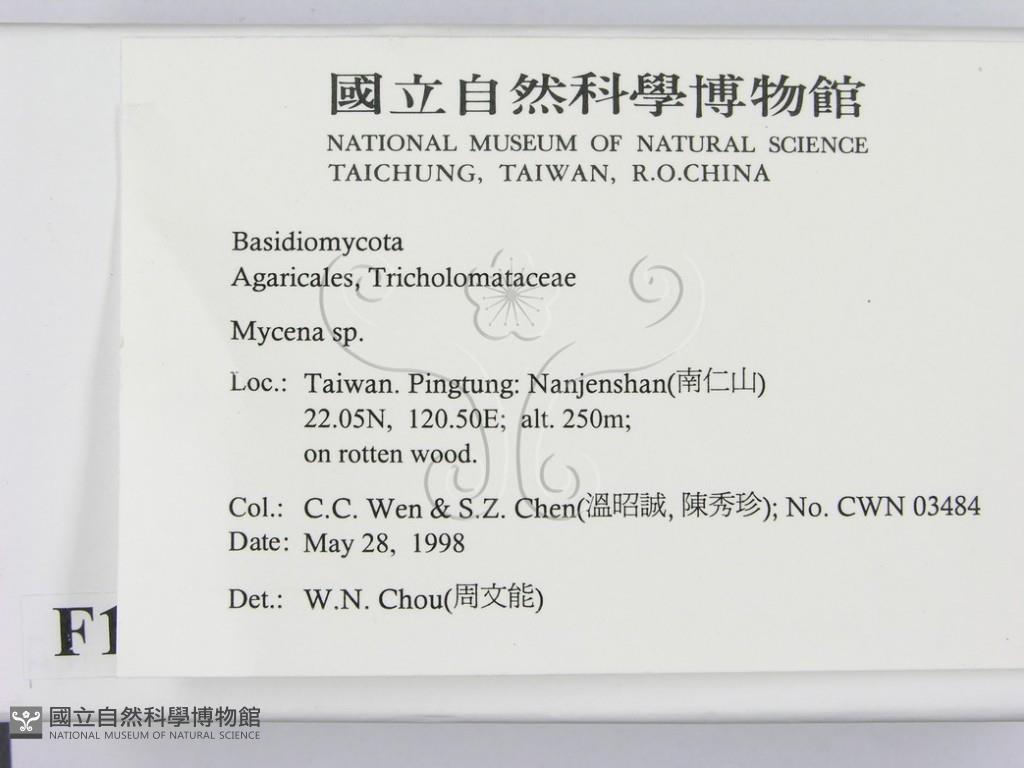 國立自然科學博物館
NATIONAL MUSEUM OF NATURAL SCIENCE
TAICHUNG, TAIWAN, R.O.CHINA
Basidiomycota
Agaricales, Tricholomataceae
Mycena sp.
Loc.: Taiwan. Pingtung: Nanjenshan(南仁山)
22.05N, 120.50E; alt. 250m;
on rotten wood.
Col.: C.C. Wen & S.Z. Chen(溫昭誠, 陳秀珍); No. CWN 03484
Date: May 28, 1998
Det.: W.N. Chou(周文能)
F1
國立自然科學博物館
NATIONAL MUSEUM OF NATURAL SCIENCE